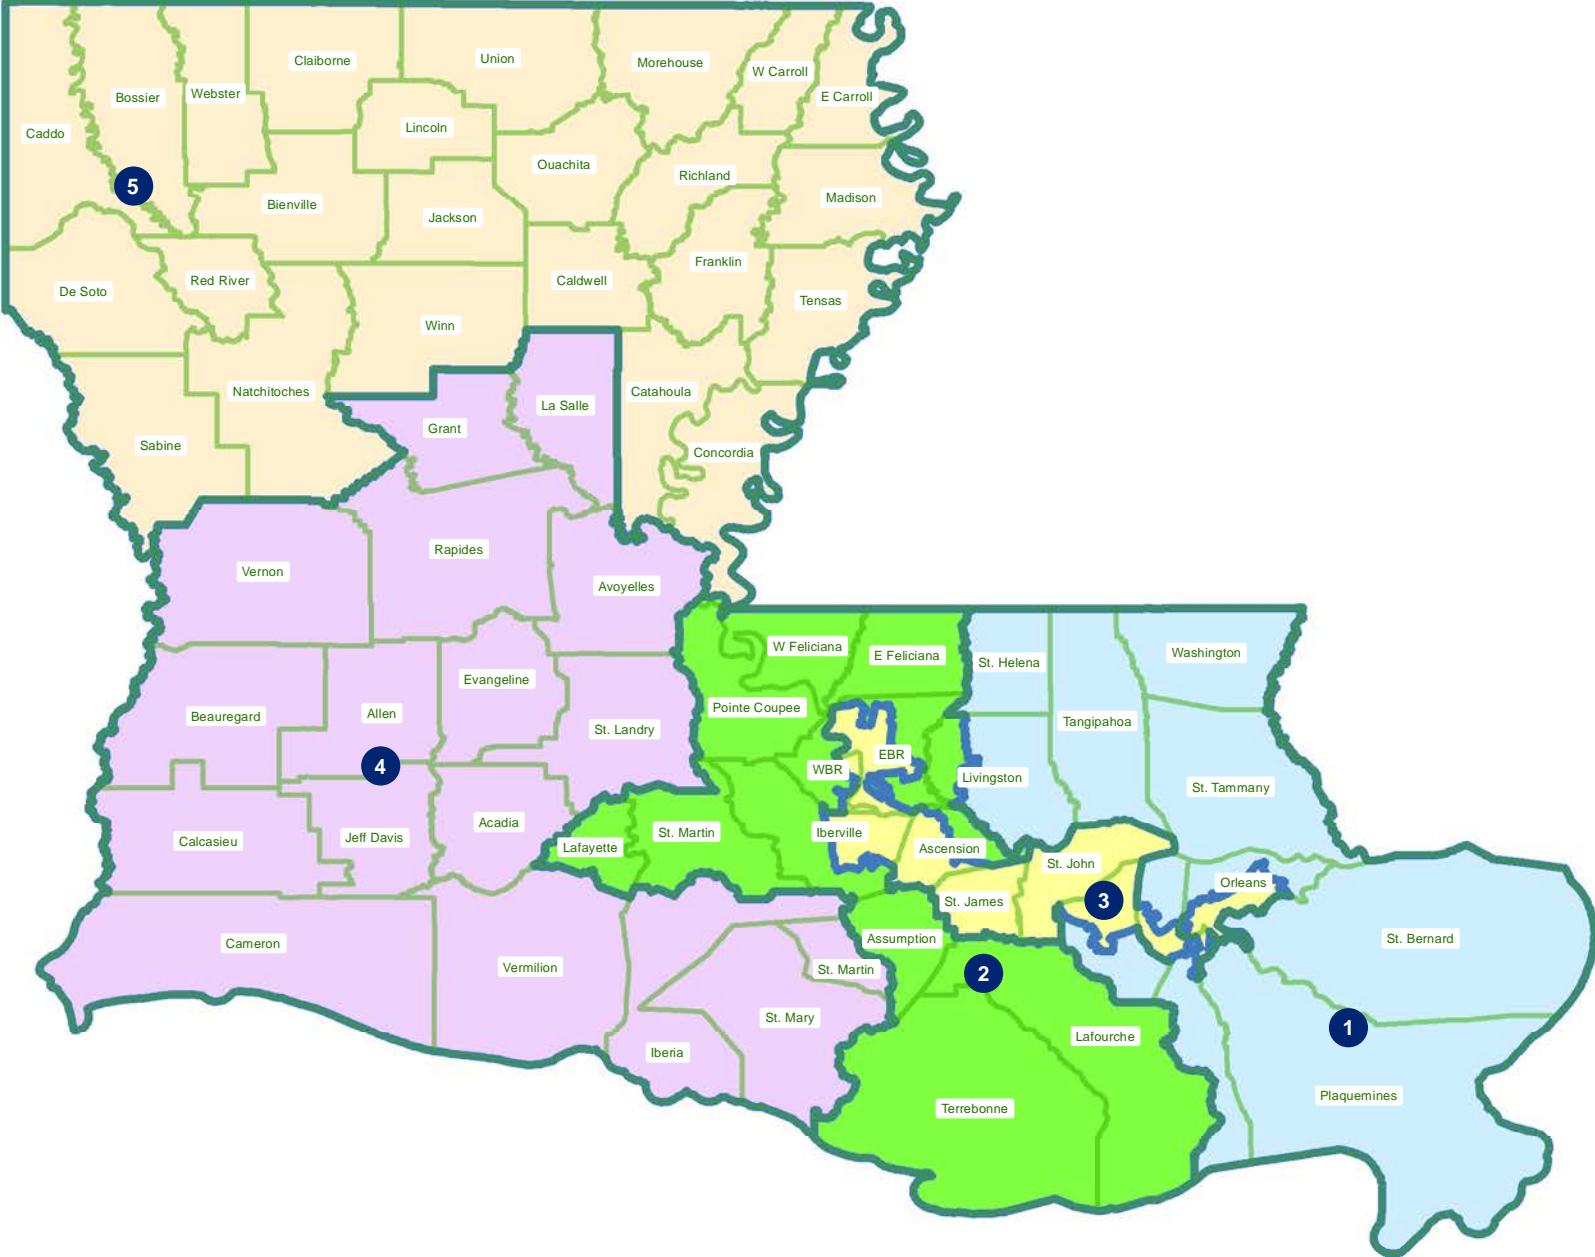 Claiborne
Union
Morehouse
W Carroll
Bossier
Webster
E Carroll
Caddo
Lincoln
Ouachita
Richland
5
Madison
Bienville
Jackson
Franklin
De Soto
Red River
Caldwell
Tensas
Winn
Natchitoches
La Salle
Catahoula
Grant
Sabine
Concordia
Rapides
Vernon
Avoyelles
W Feliciana
E Feliciana
St. Helena
Washington
Evangeline
Pointe Coupee
Beauregard
Allen
Tangipahoa
St. Landry
EBR
4
WBR
Livingston
St. Tammany
Acadia
Calcasieu
Jeff Davis
St. Martin
Iberville
Lafayette
Ascension
St. John
Orleans
3
St. James
Cameron
Assumption
St. Bernard
Vermilion
St. Martin
2
St. Mary
1
Iberia
Lafourche
Plaquemines
Terrebonne